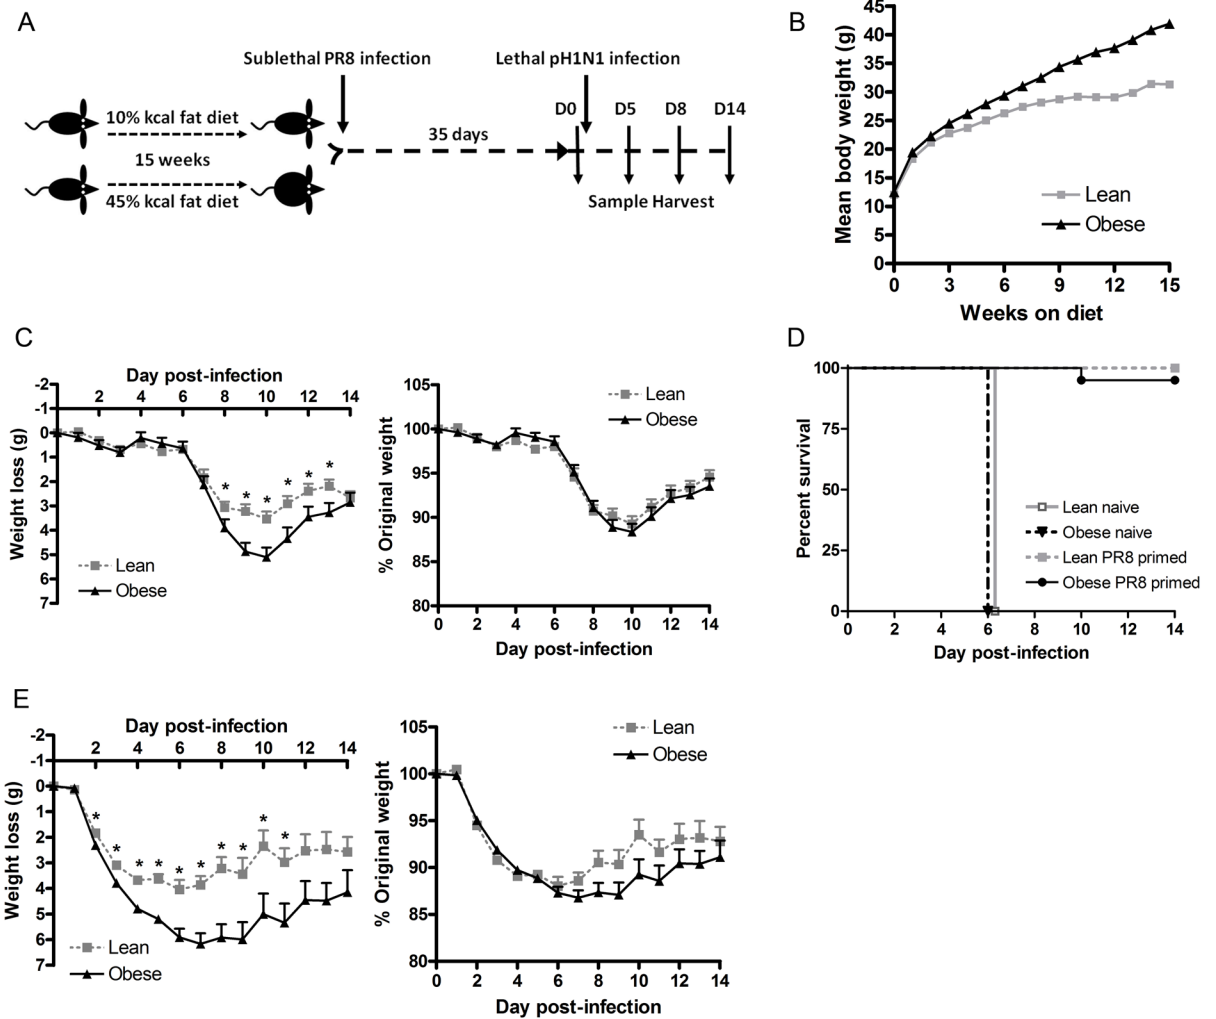 A
Sublethal PR8 infection
Lethal pH1N1 infection
D0
D5
D8
D14
10% kcal fat diet
15 weeks
45% kcal fat diet
35 days
Sample Harvest
B
Mean body weight (g)
45
40
35
30
25
20
15
10
5
0
Lean
Obese
0 3 6 9 12 15
Weeks on diet
C
Day post-infection
2 4 6 8 10 12 14
Weight loss (g)
-2
-1
0
1
2
3
4
5
6
7
* * * * * *
Lean
Obese
% Original weight
105
100
95
90
85
80
Lean
Obese
0 2 4 6 8 10 12 14
Day post-infection
D
Percent survival
100
75
50
25
0
Lean naive
Obese naive
Lean PR8 primed
Obese PR8 primed
0 2 4 6 8 10 12 14
Day post-infection
E
Day post-infection
2 4 6 8 10 12 14
Weight loss (g)
-2
-1
0
1
2
3
4
5
6
7
* * * * * * * * * *
Lean
Obese
% Original weight
105
100
95
90
85
80
Lean
Obese
0 2 4 6 8 10 12 14
Day post-infection